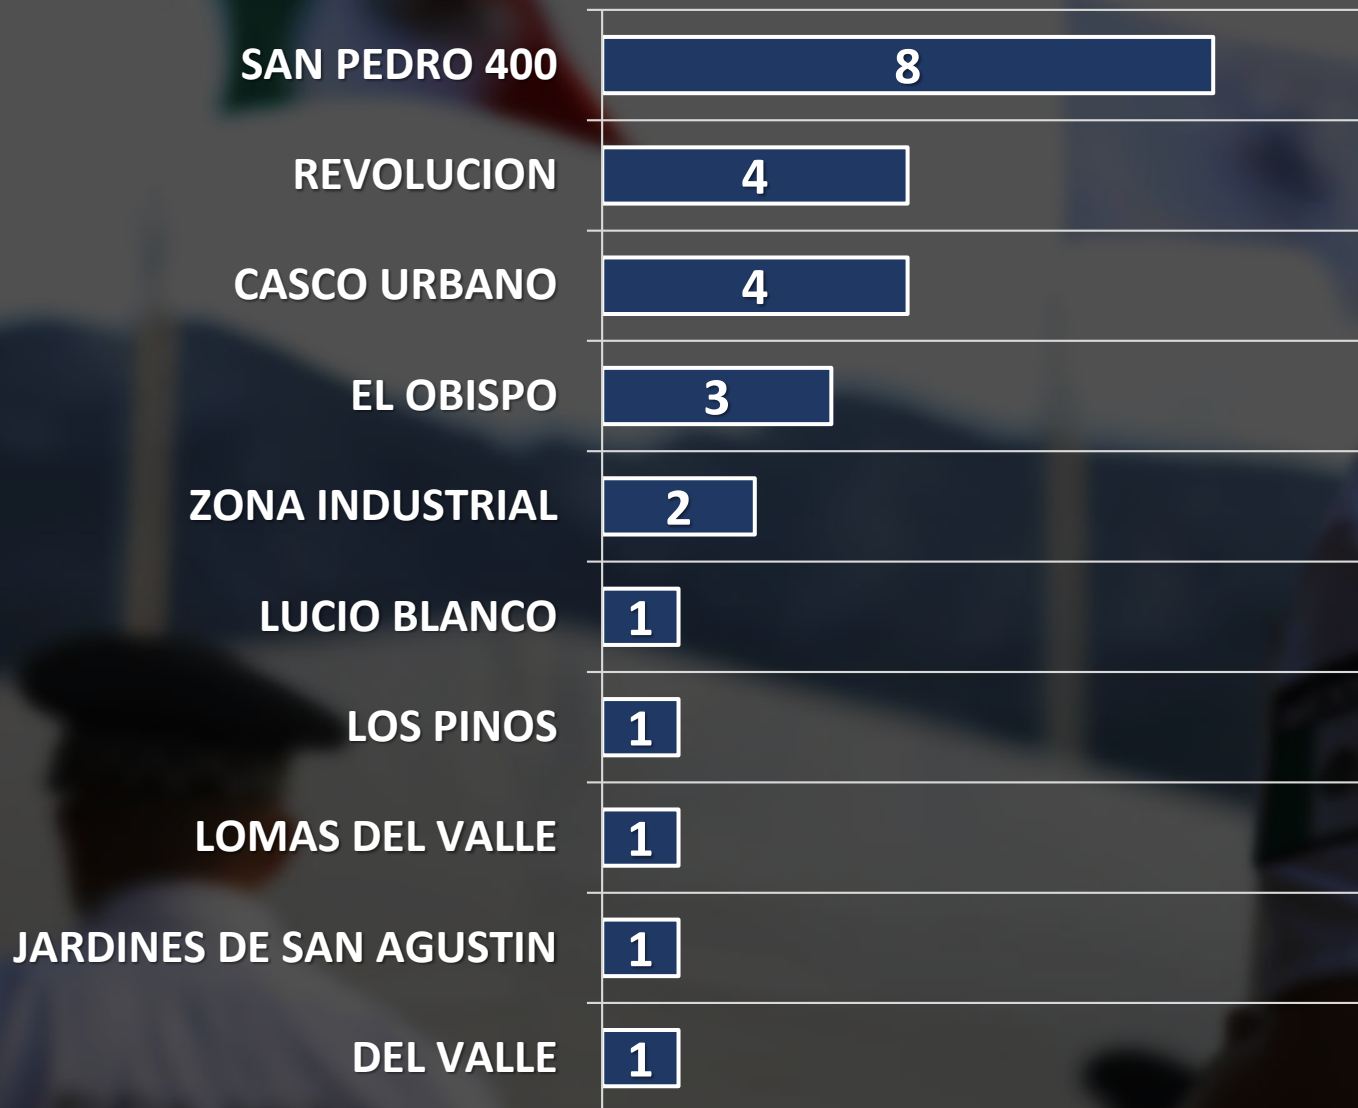 SAN PEDRO 400 8
REVOLUCION 4
CASCO URBANO 4
EL OBISPO 3
ZONA INDUSTRIAL 2
LUCIO BLANCO 1
LOS PINOS 1
LOMAS DEL VALLE 1
JARDINES DE SAN AGUSTIN 1
DEL VALLE 1